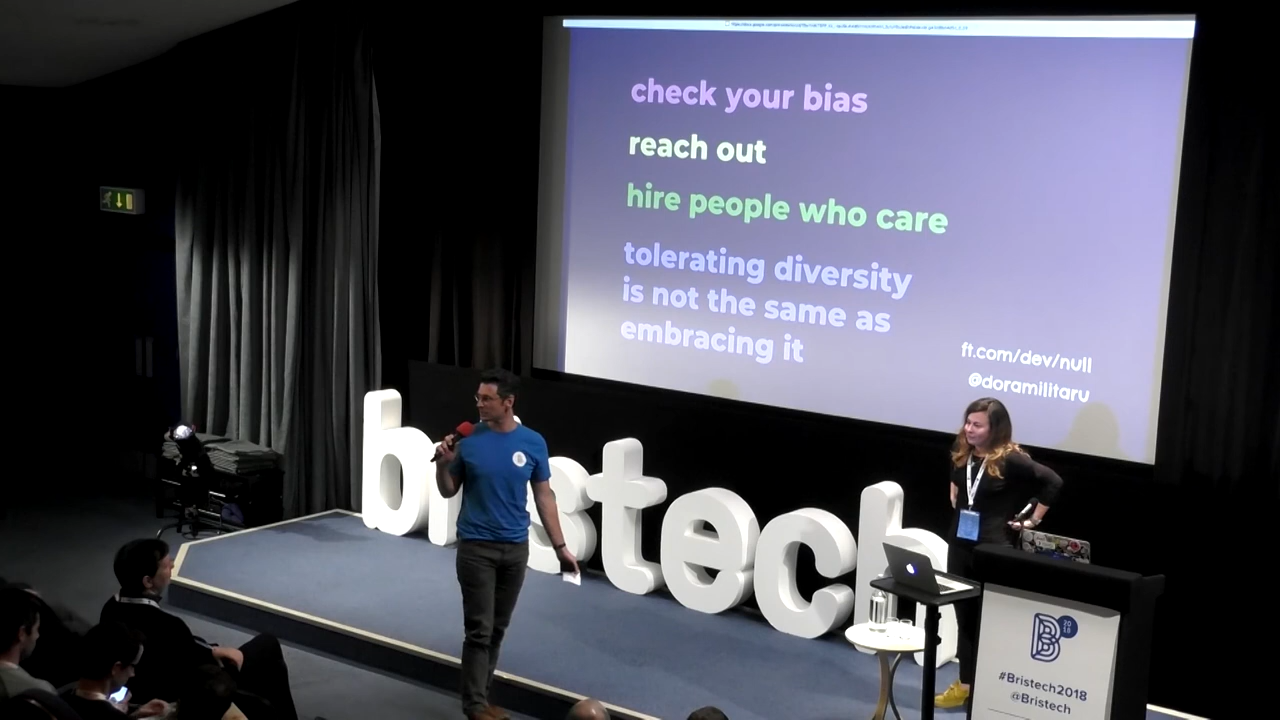 check your bias
reach out
hire people who care
tolerating diversity
is not the same as
embracing it
ft.com/dev/null
@doramilitaru
bristech
B
2018
#Bristech2018
@Bristech